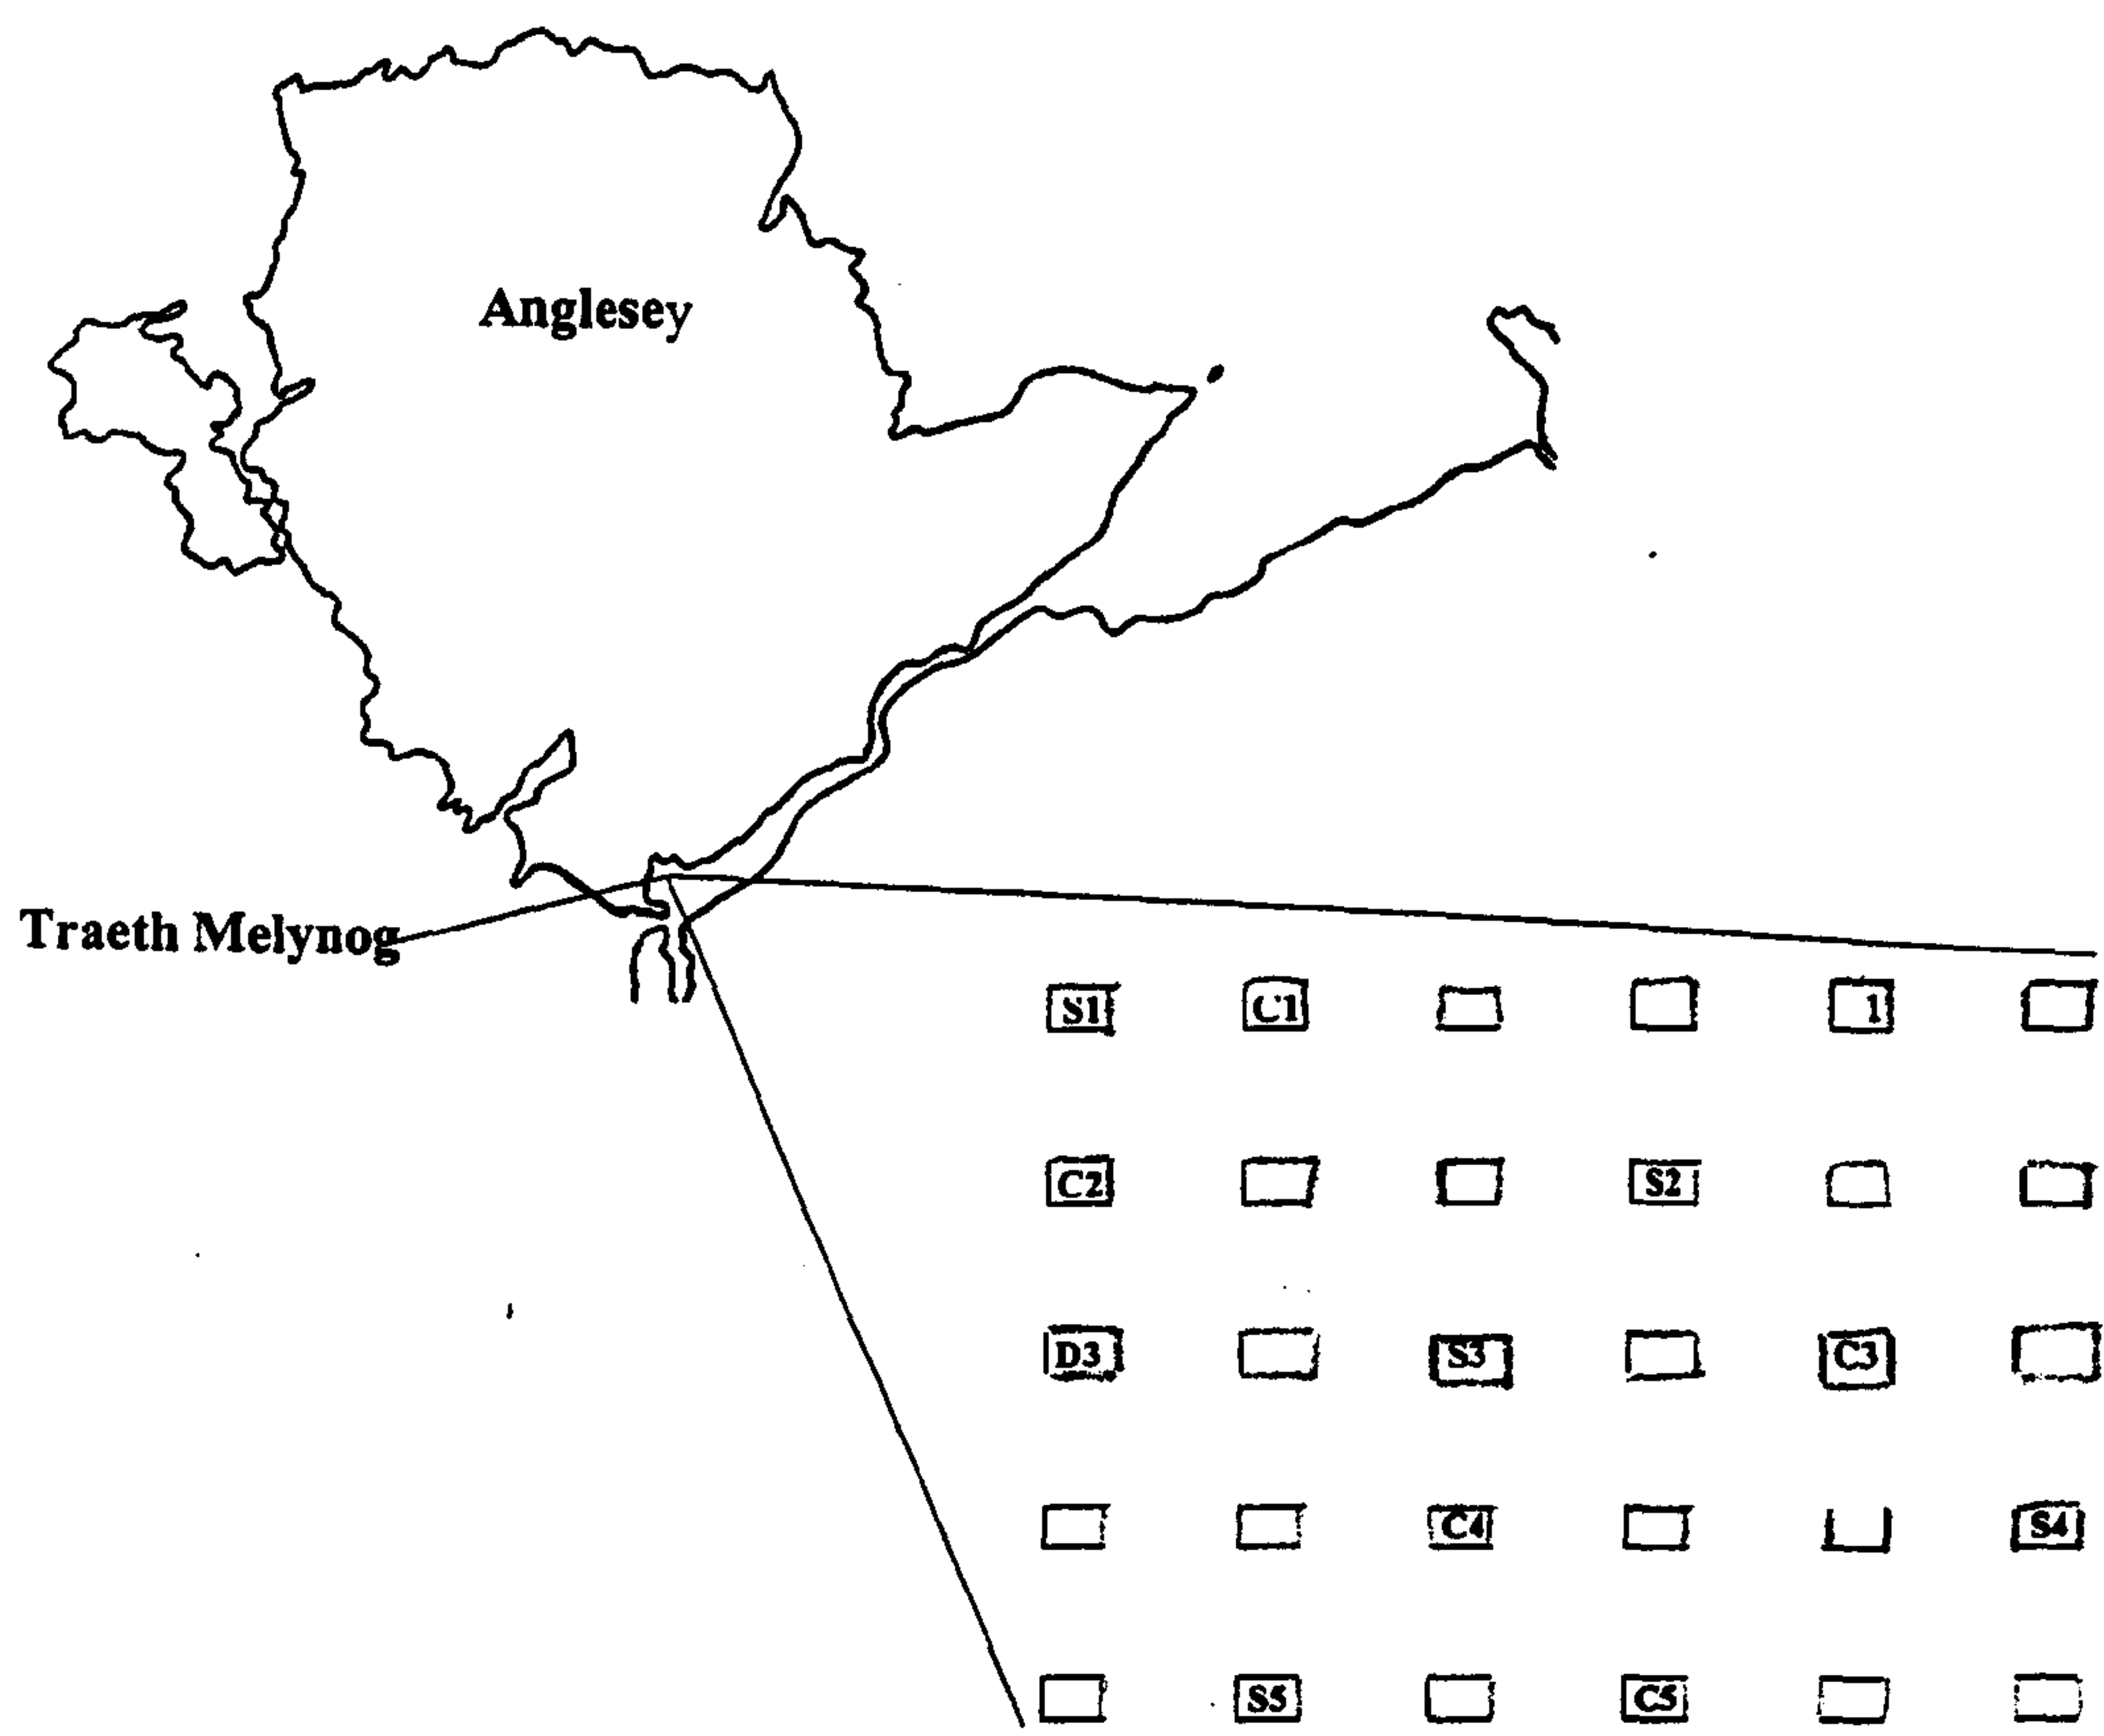 Anglesey
Traeth Melynog
S1 C1 1
C2 S2
D3 S3 C3
C4 S4
S5 C5